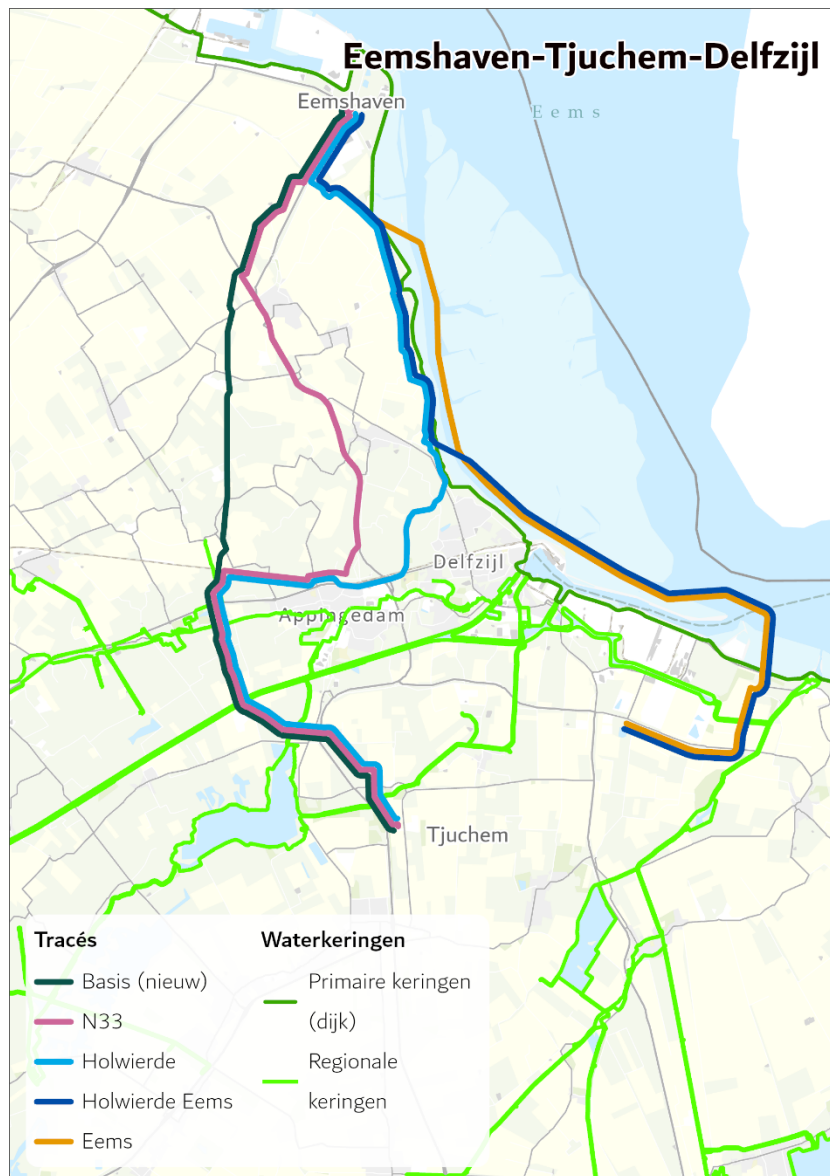 Eemshaven-Tjuchem-Delfzijl
Eemshaven
Eems
Delfzijl
Appingedam
Tjuchem
Tracés
Basis (nieuw)
N33
Holwierde
Holwierde Eems
Eems
Waterkeringen
Primaire keringen
(dijk)
Regionale
keringen